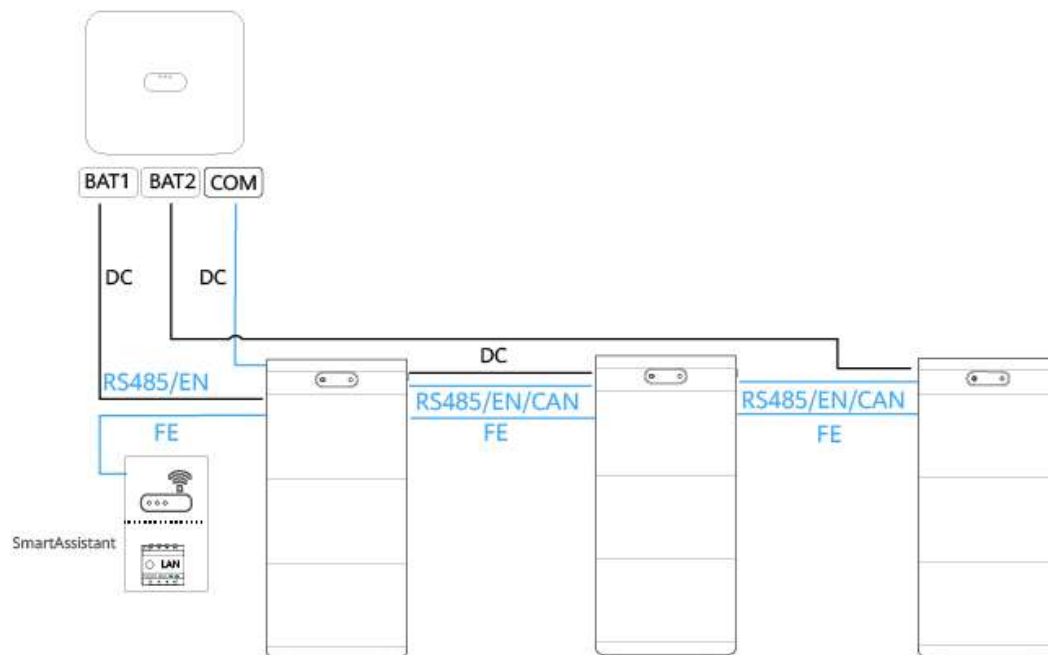 BAT1 BAT2 COM
DC DC
DC
RS485/EN
RS485/EN/CAN
RS485/EN/CAN
FE
FE
FE
SmartAssistant
LAN